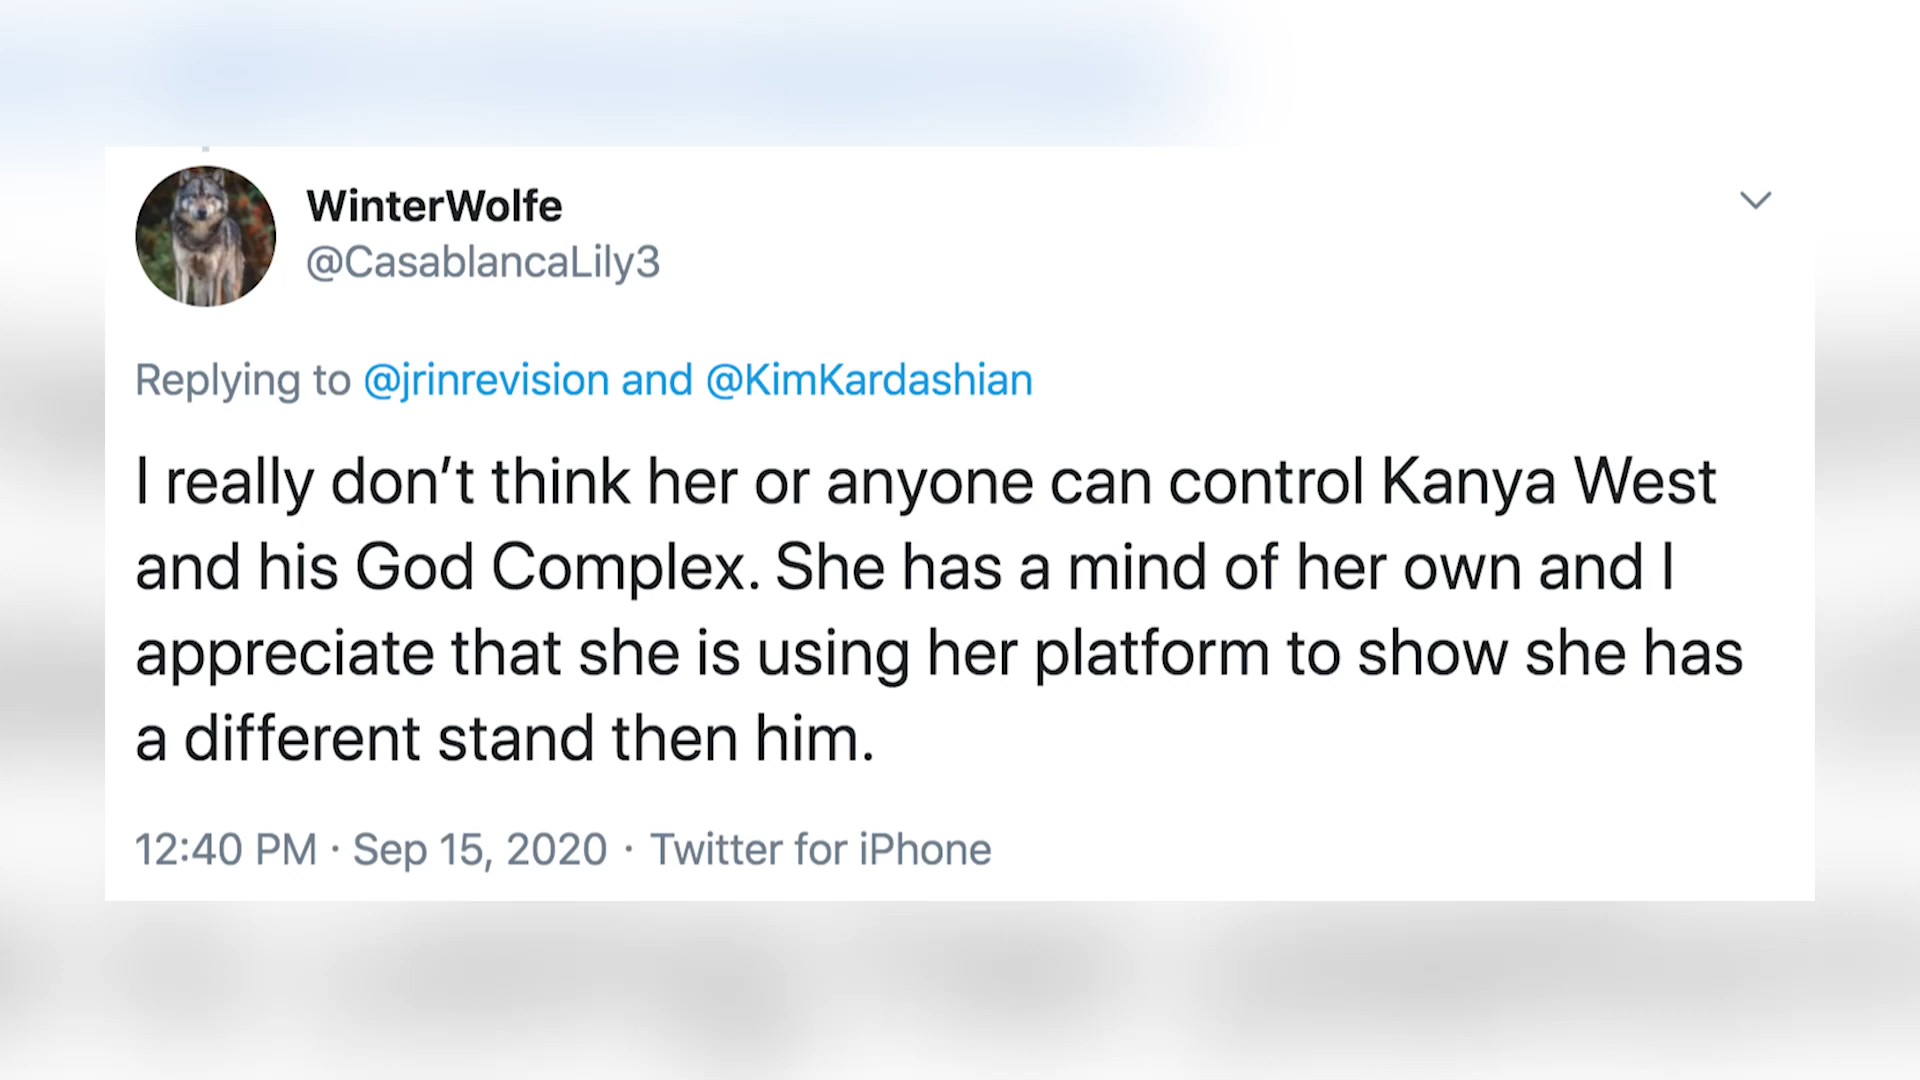 WinterWolfe
@CasablancaLily3
Replying to @jrinrevision and @KimKardashian
I really don’t think her or anyone can control Kanya West
and his God Complex. She has a mind of her own and I
appreciate that she is using her platform to show she has
a different stand then him.
12:40 PM · Sep 15, 2020 · Twitter for iPhone